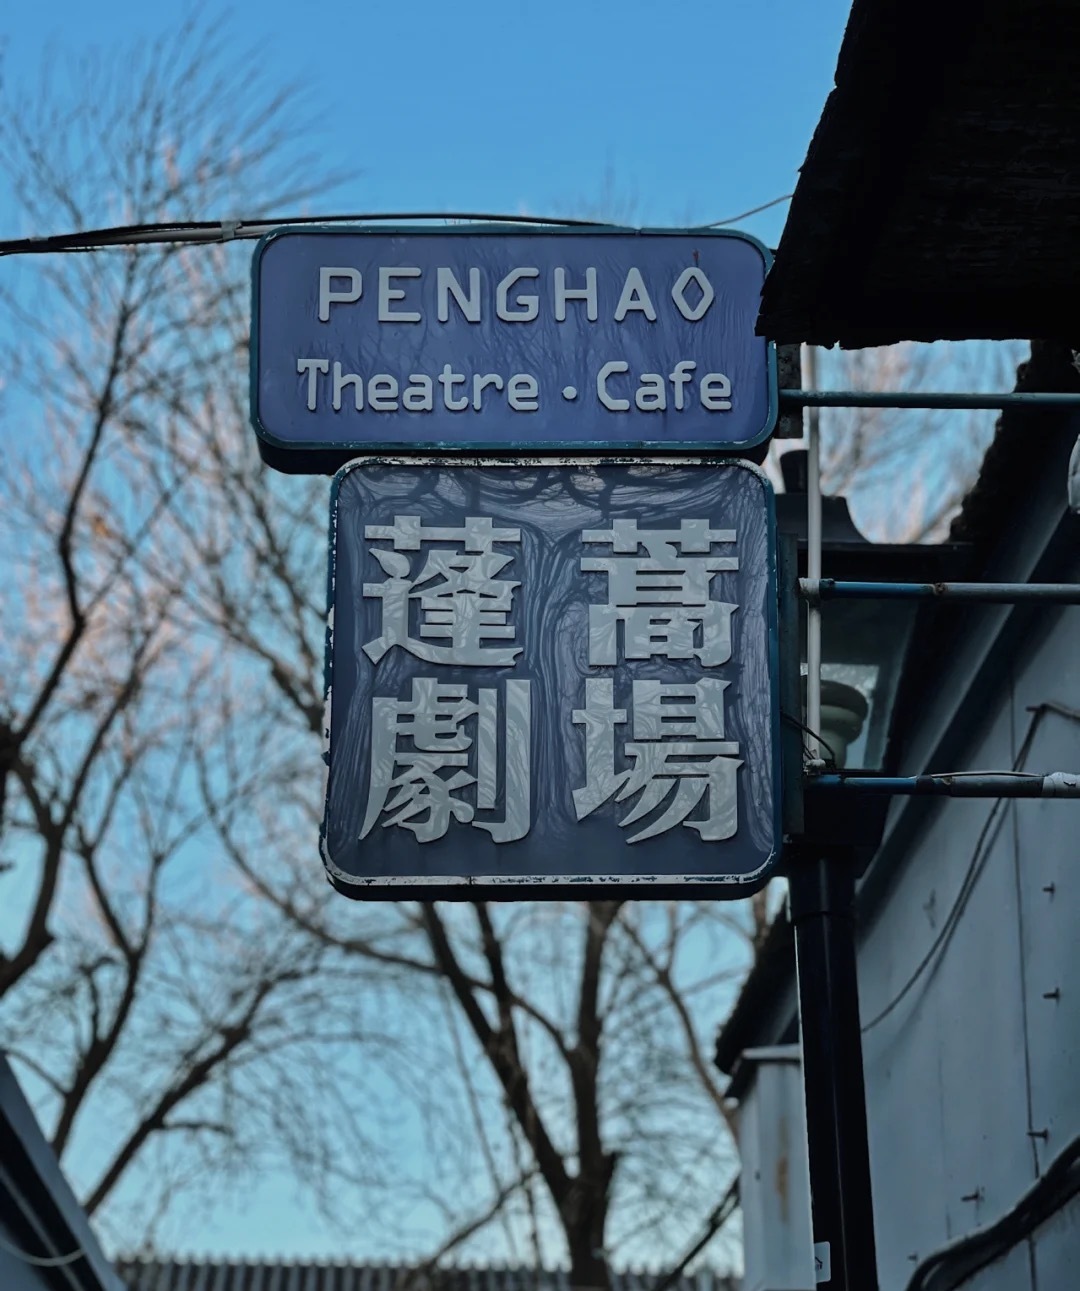 PENGHAO
Theatre · Cafe
蓬蒿
劇場